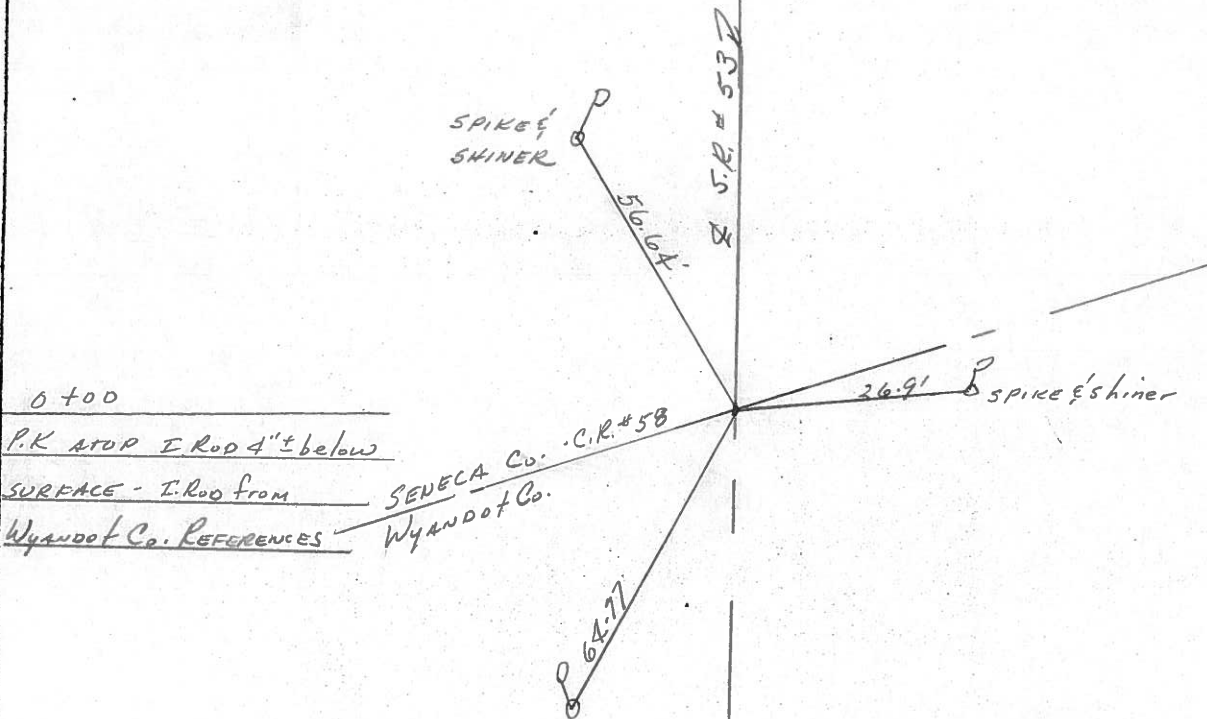 SPIKE &
SHINER
℄ S.R. # 53
56.64'
26.9'
SPIKE & shiner
0 + 00
P.K ATOP I ROD 4"± below
SURFACE - I.ROD from
Wyandot Co. REFERENCES
SENECA Co. C.R. # 58
WYANDOT Co.
64.77